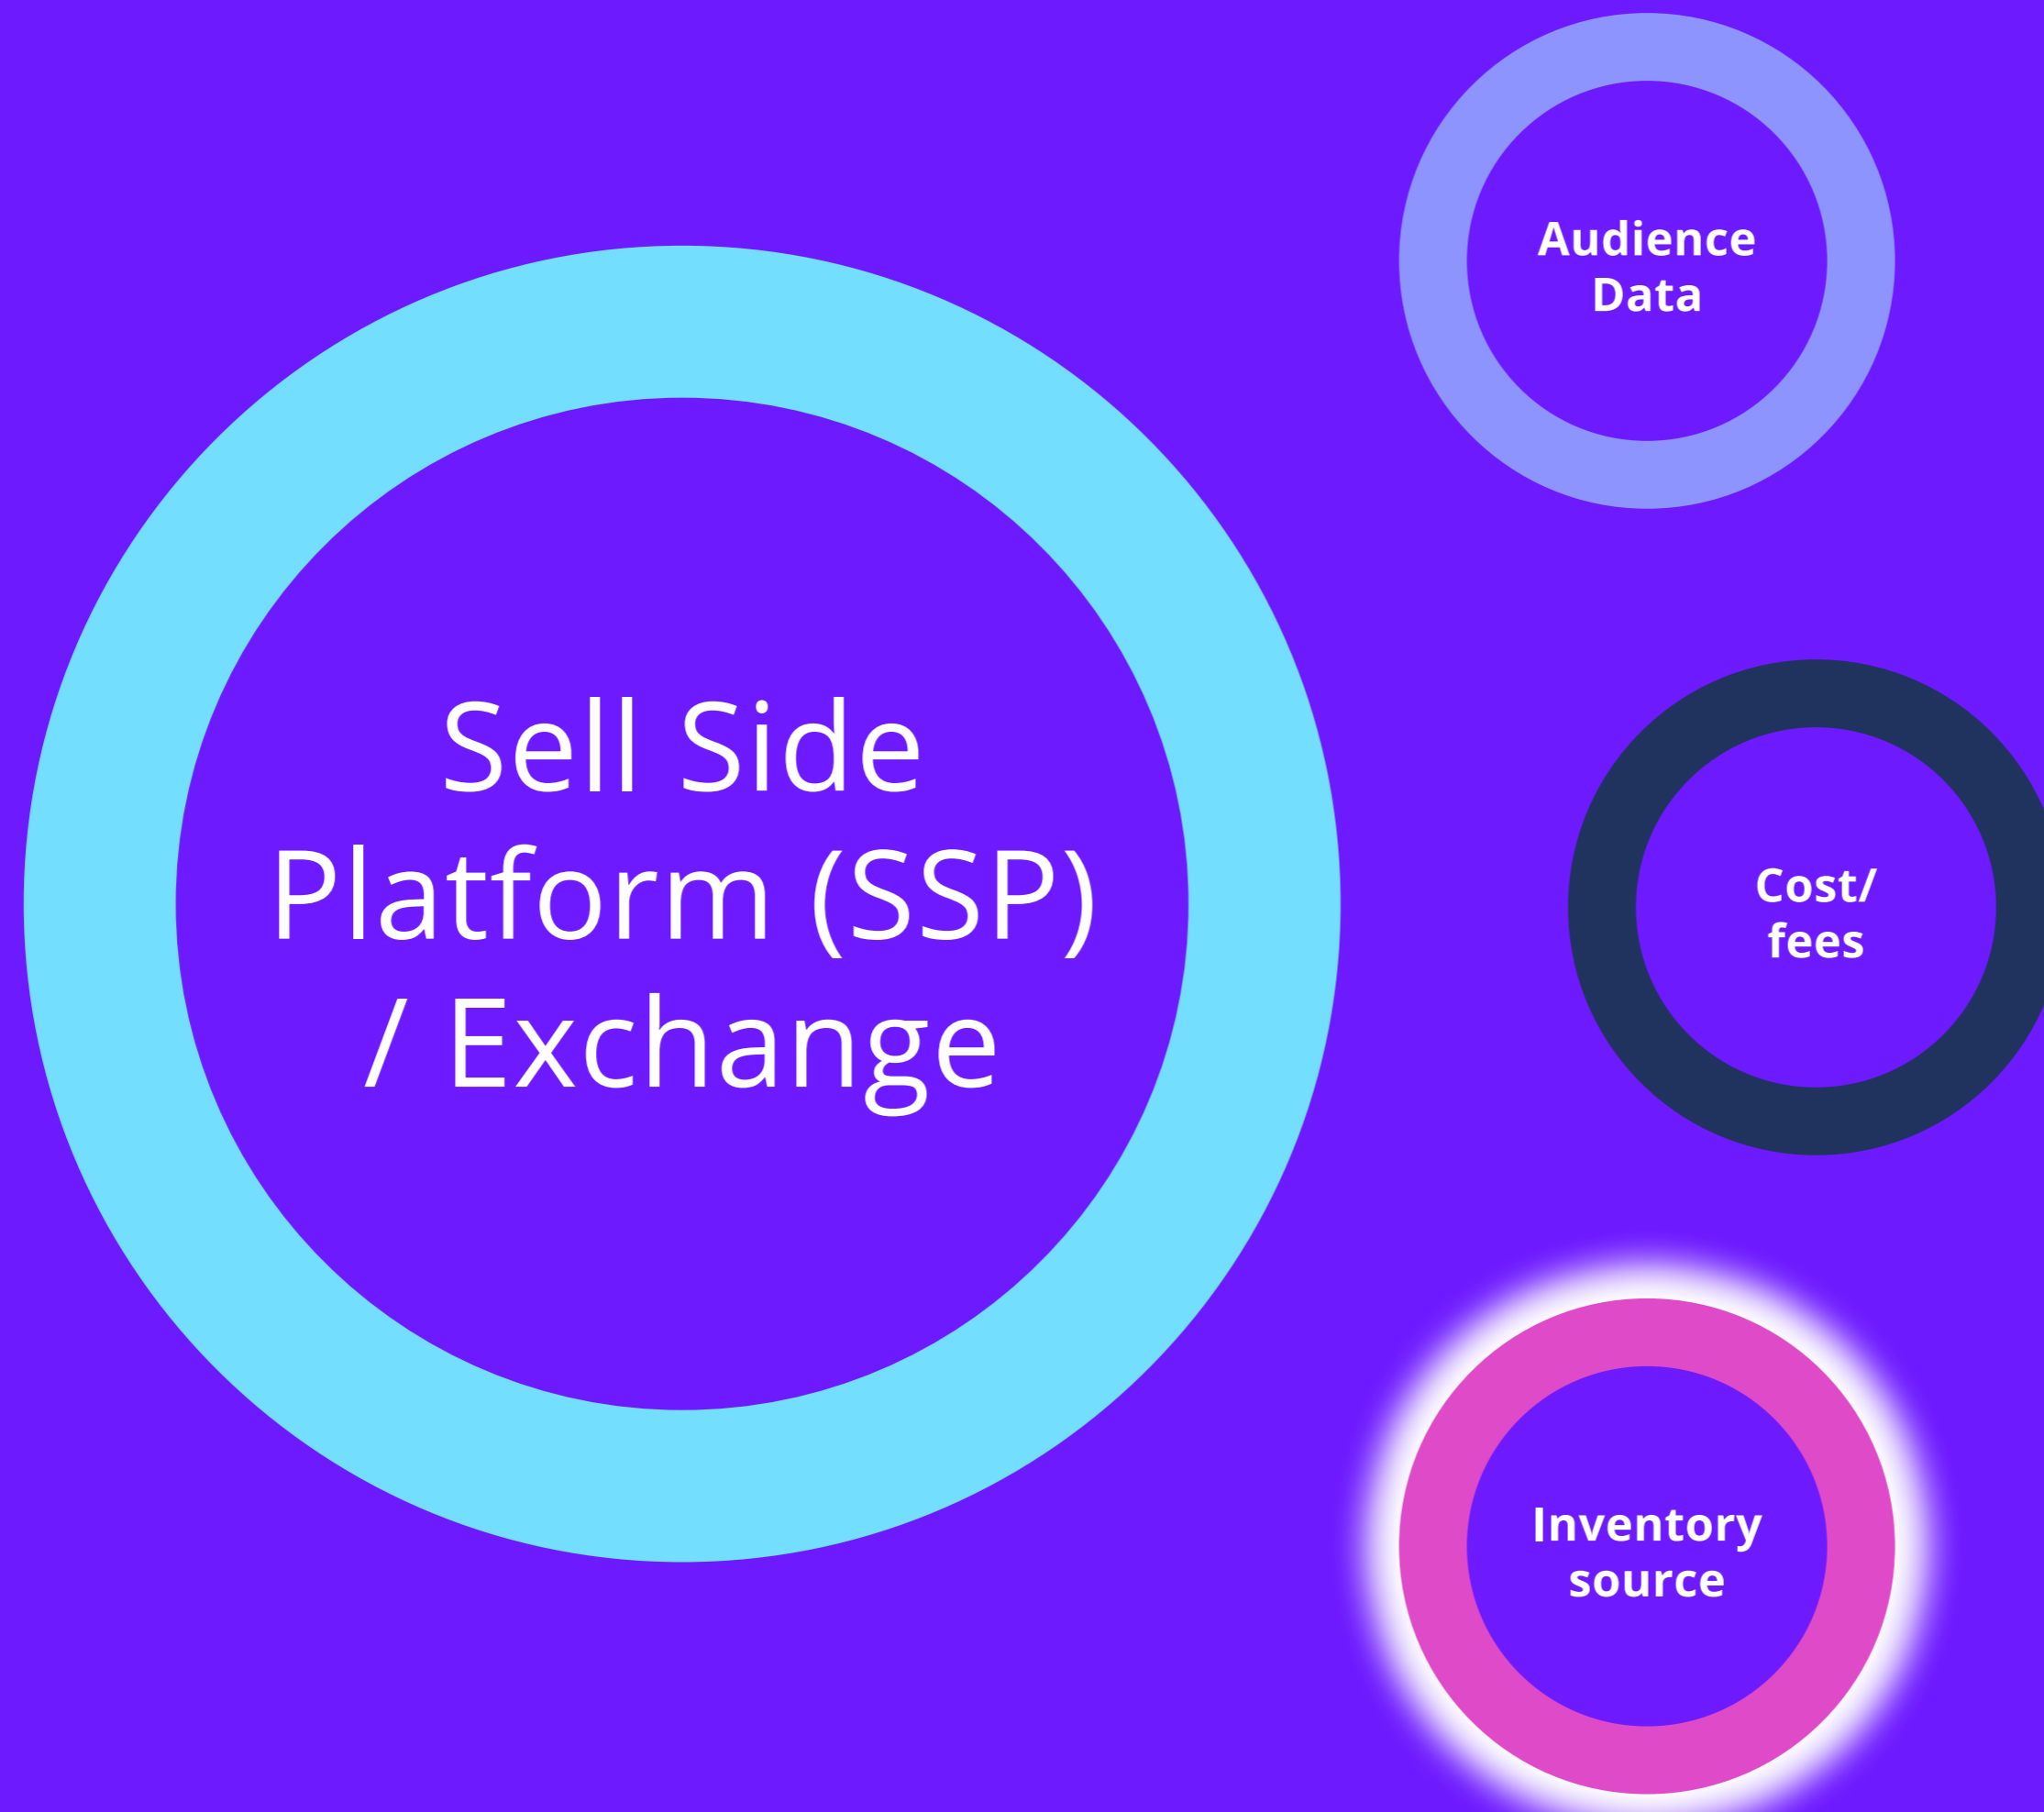 Sell Side
Platform (SSP)
/ Exchange
Audience
Data
Cost/
fees
Inventory
source